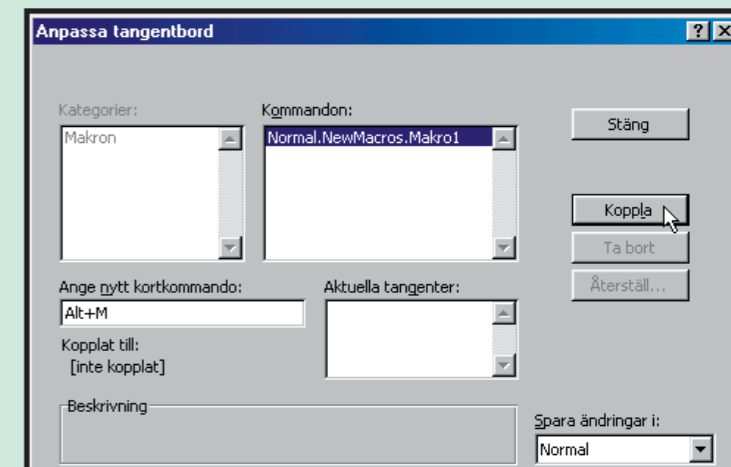 Anpassa tangentbord
Kategorier:
Kommandon:
Makron
Normal.NewMacros.Makro1
Stäng
Koppla
Ta bort
Återställ...
Ange nytt kortkommando:
Aktuella tangenter:
Alt+M
Kopplat till:
[inte kopplat]
Beskrivning
Spara ändringar i:
Normal